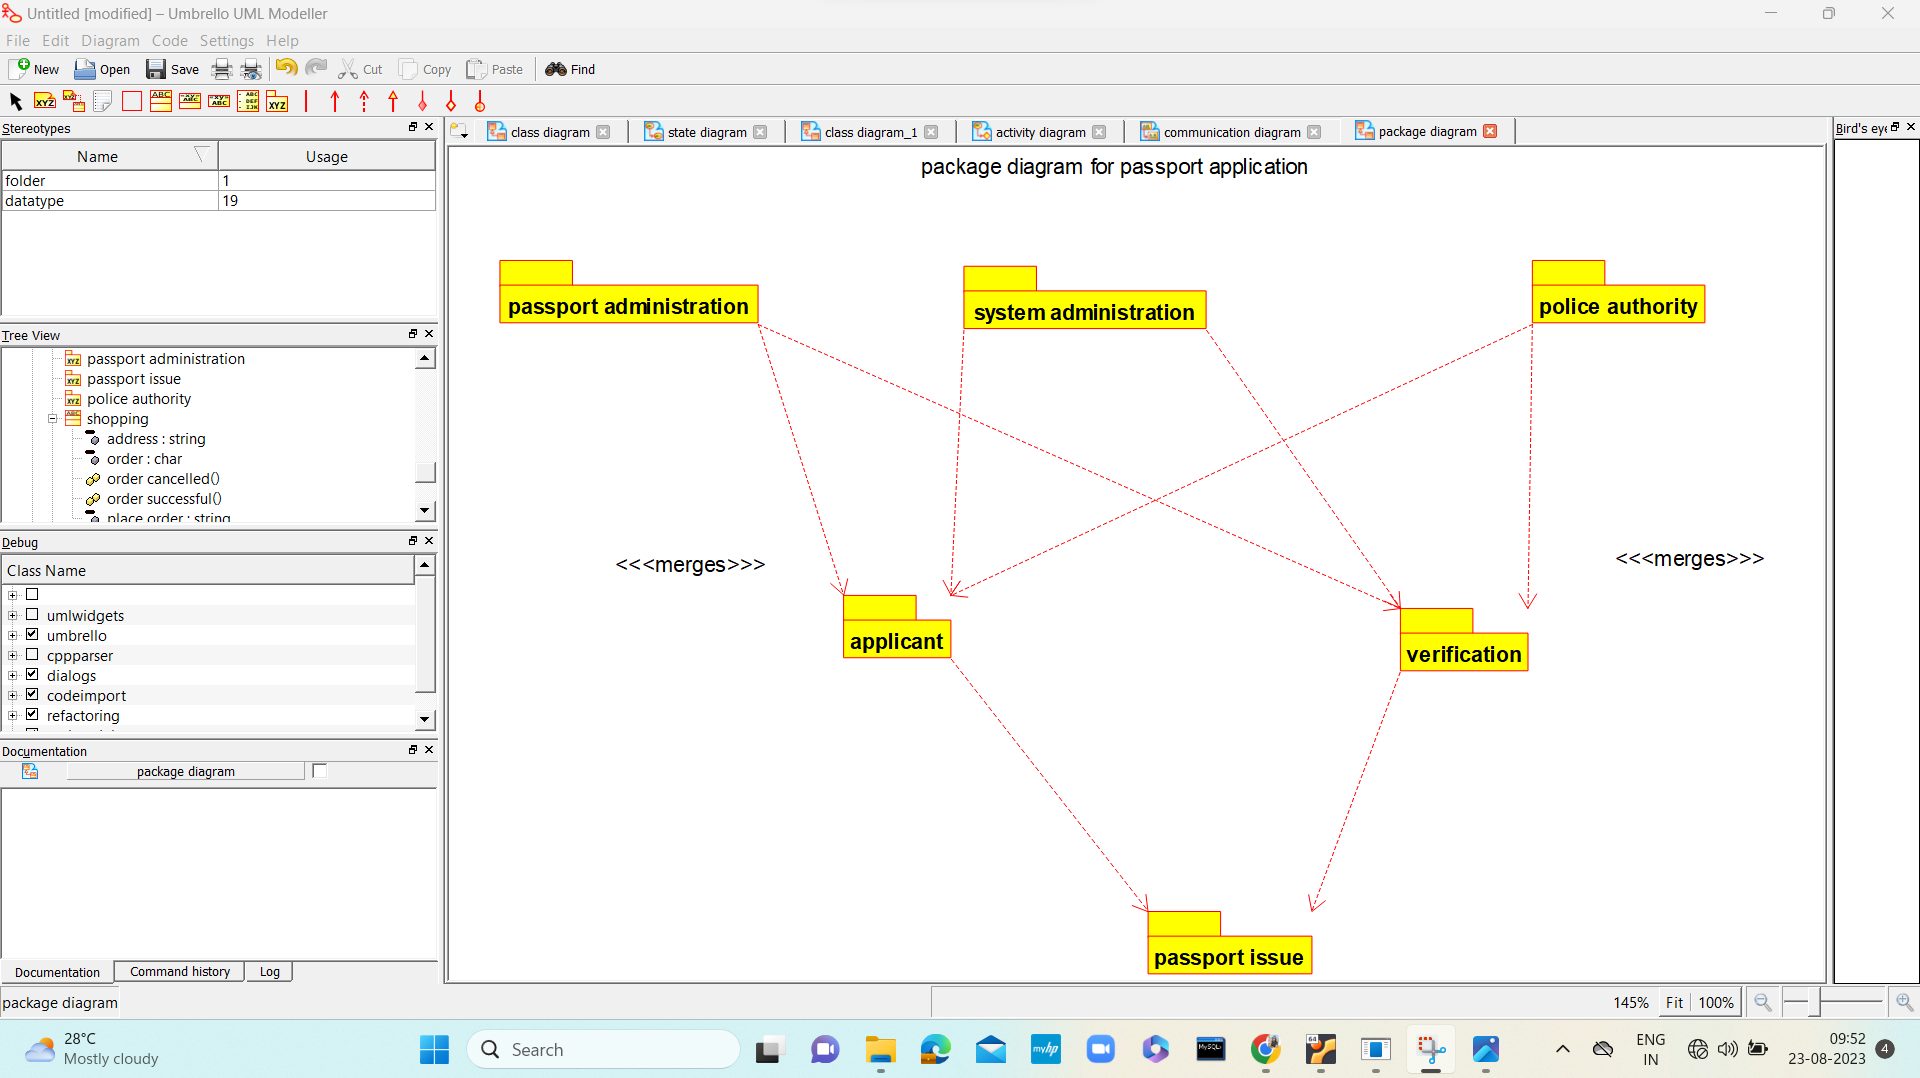 Untitled [modified] – Umbrello UML Modeller
File Edit Diagram Code Settings Help
New Open Save Cut Copy Paste Find
Stereotypes
Name Usage
folder 1
datatype 19
Tree View
passport administration
passport issue
police authority
shopping
address : string
order : char
order cancelled()
order successful()
place order : string
Debug
Class Name
umlwidgets
umbrello
cppparser
dialogs
codeimport
refactoring
Documentation
package diagram
Documentation Command history Log
package diagram
class diagram state diagram class diagram_1 activity diagram communication diagram package diagram
Bird's eye
package diagram for passport application
passport administration
system administration
police authority
<<<merges>>>
<<<merges>>>
applicant
verification
passport issue
145% Fit 100%
28°C
Mostly cloudy
Search
myhp
MySQL
64
ENG
IN
09:52
23-08-2023
4